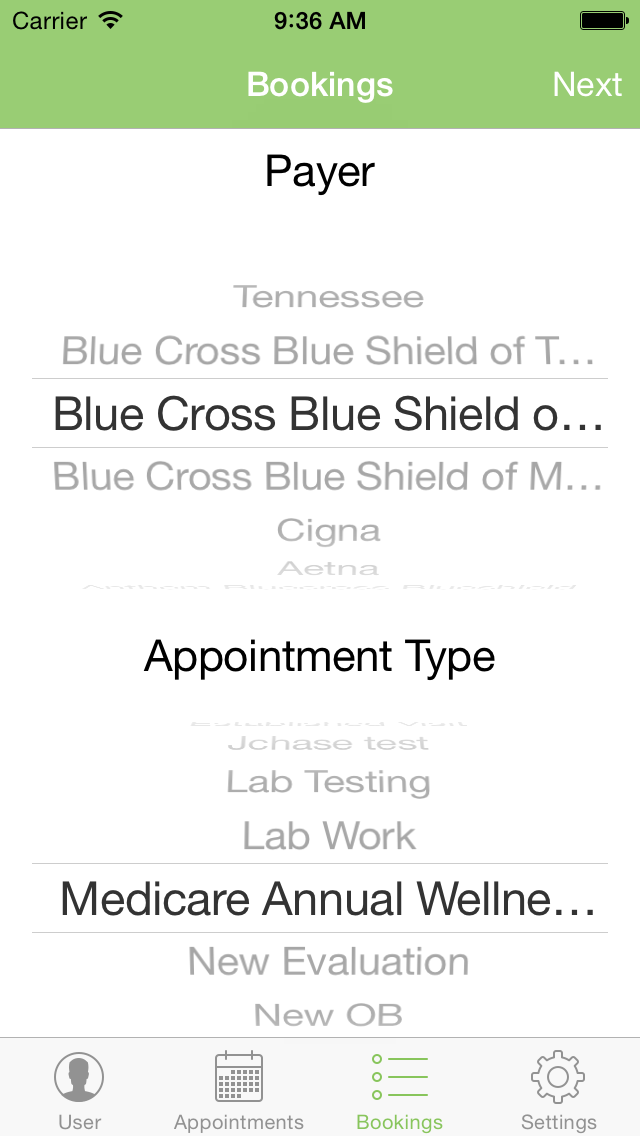 Carrier 9:36 AM
Bookings Next
Payer
Tennessee
Blue Cross Blue Shield of T...
Blue Cross Blue Shield o...
Blue Cross Blue Shield of M...
Cigna
Aetna
Appointment Type
Established Visit
Jchase test
Lab Testing
Lab Work
Medicare Annual Wellne...
New Evaluation
New OB
User Appointments Bookings Settings